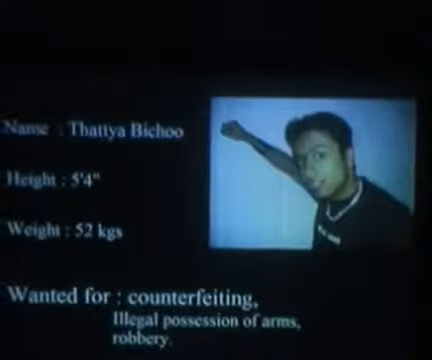 Name : Thattya Bichoo
Height : 5'4"
Weight : 52 kgs
Wanted for : counterfeiting,
Illegal possession of arms,
robbery.